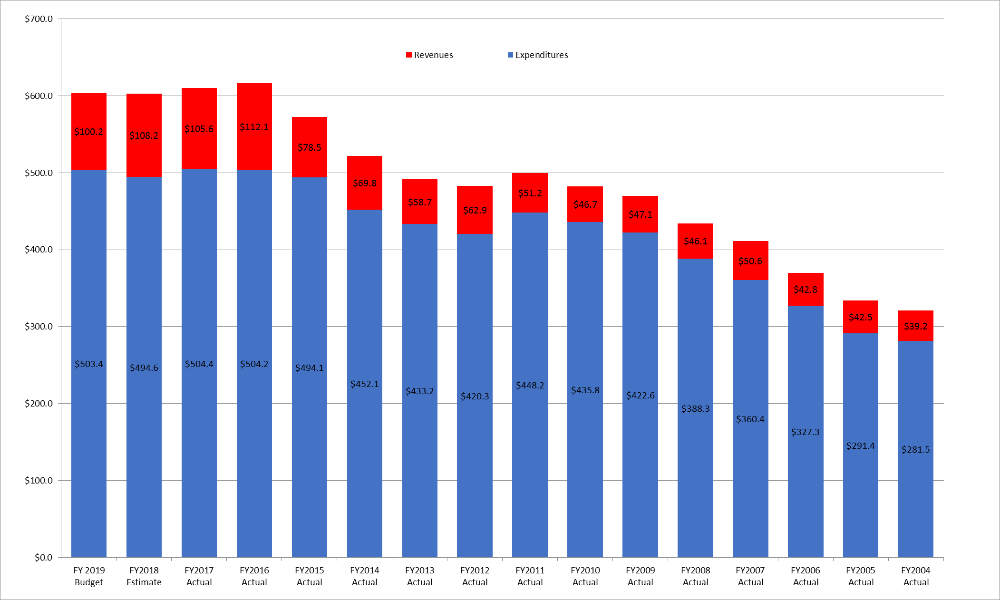 $700.0
Revenues Expenditures
$600.0
$500.0
$400.0
$300.0
$200.0
$100.0
$0.0
$100.2 $108.2 $105.6 $112.1 $78.5 $69.8 $58.7 $62.9 $51.2 $46.7 $47.1 $46.1 $50.6 $42.8 $42.5 $39.2
$503.4 $494.6 $504.4 $504.2 $494.1 $452.1 $433.2 $420.3 $448.2 $435.8 $422.6 $388.3 $360.4 $327.3 $291.4 $281.5
FY 2019 FY2018 FY2017 FY2016 FY2015 FY2014 FY2013 FY2012 FY2011 FY2010 FY2009 FY2008 FY2007 FY2006 FY2005 FY2004
Budget Estimate Actual Actual Actual Actual Actual Actual Actual Actual Actual Actual Actual Actual Actual Actual